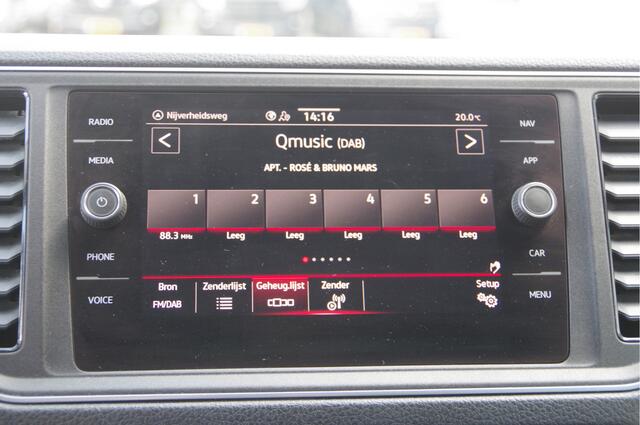 RADIO
MEDIA
PHONE
VOICE
Nijverheidsweg 14:16 20.0°C
Qmusic (DAB)
APT. - ROSÉ & BRUNO MARS
1 2 3 4 5 6
88.3 MHz Leeg Leeg Leeg Leeg Leeg
Bron Zenderlijst Geheug.lijst Zender Setup
FM/DAB
NAV
APP
CAR
MENU